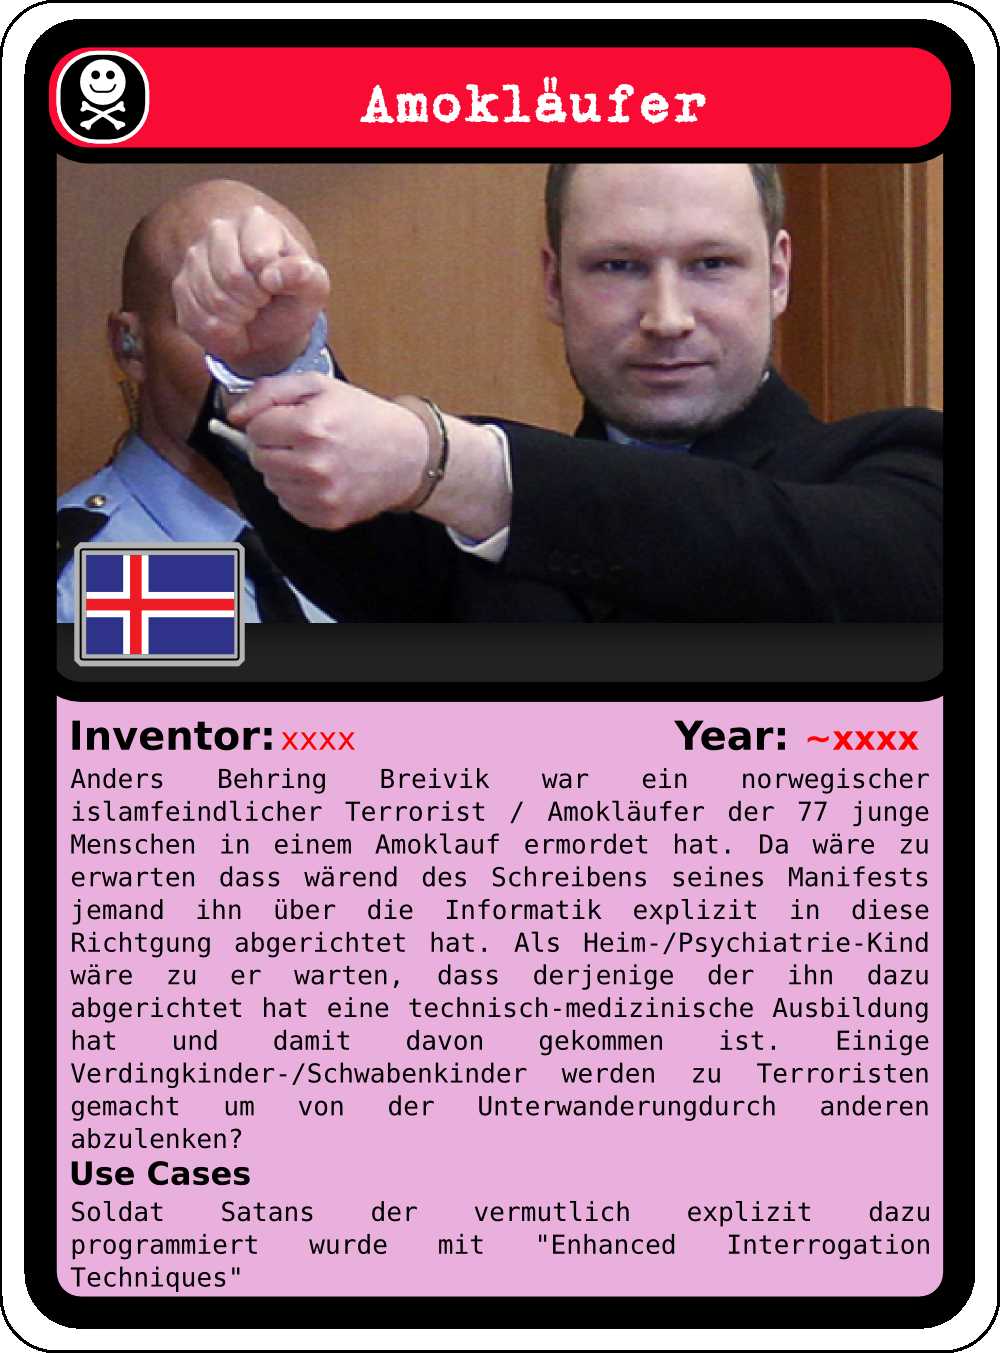 Amokläufer
Inventor: xxxx Year: ~xxxx
Anders Behring Breivik war ein norwegischer
islamfeindlicher Terrorist / Amokläufer der 77 junge
Menschen in einem Amoklauf ermordet hat. Da wäre zu
erwarten dass wärend des Schreibens seines Manifests
jemand ihn über die Informatik explizit in diese
Richtgung abgerichtet hat. Als Heim-/Psychiatrie-Kind
wäre zu er warten, dass derjenige der ihn dazu
abgerichtet hat eine technisch-medizinische Ausbildung
hat und damit davon gekommen ist. Einige
Verdingkinder-/Schwabenkinder werden zu Terroristen
gemacht um von der Unterwanderungdurch anderen
abzulenken?
Use Cases
Soldat Satans der vermutlich explizit dazu
programmiert wurde mit "Enhanced Interrogation
Techniques"